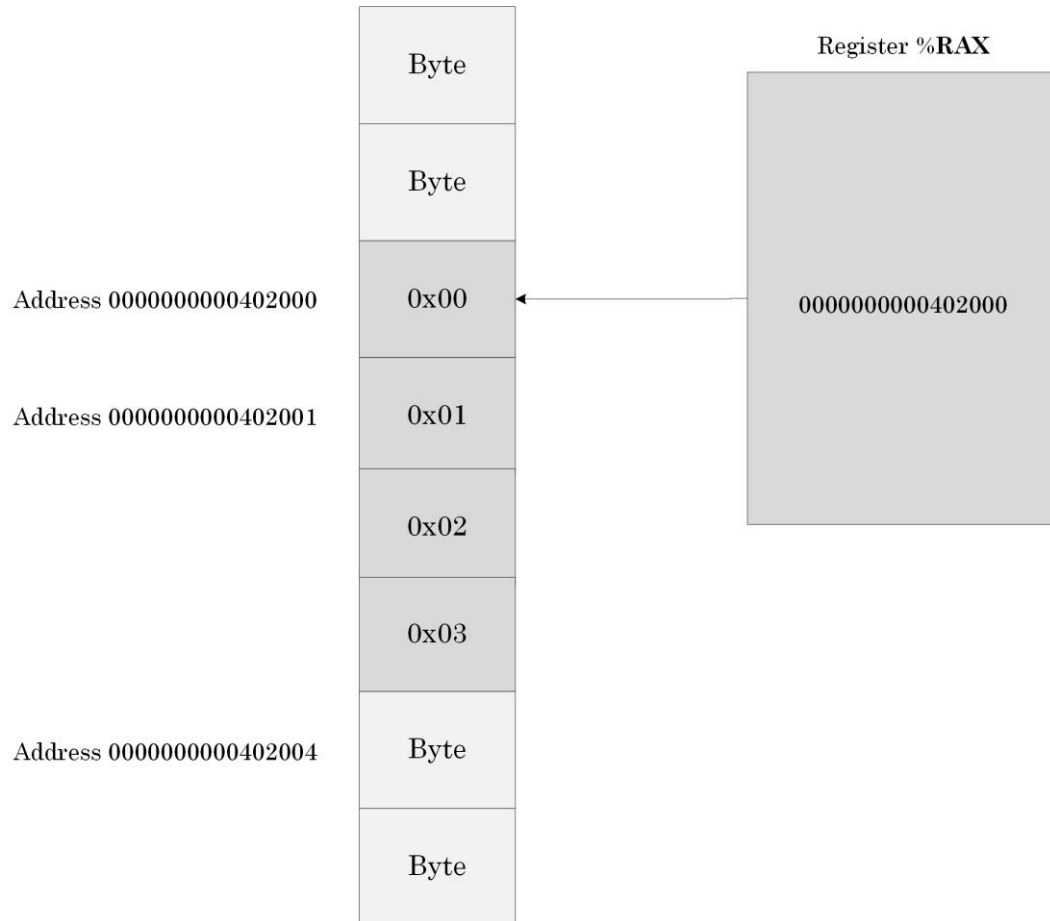 Byte
Register %RAX
Byte
Address 0000000000402000
0x00
0000000000402000
Address 0000000000402001
0x01
0x02
0x03
Address 0000000000402004
Byte
Byte